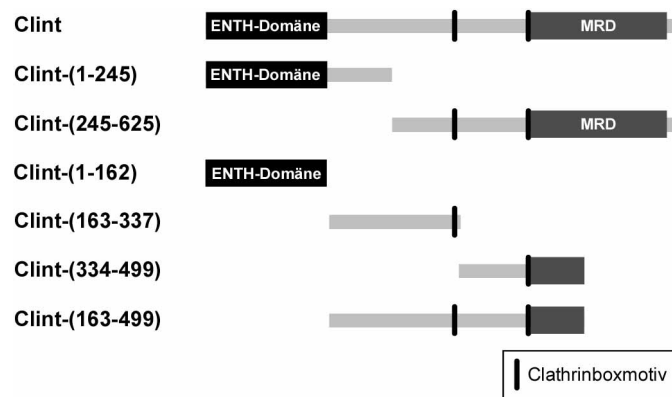 Clint ENTH-Domäne MRD
Clint-(1-245) ENTH-Domäne
Clint-(245-625) MRD
Clint-(1-162) ENTH-Domäne
Clint-(163-337)
Clint-(334-499)
Clint-(163-499)
Clathrinboxmotiv